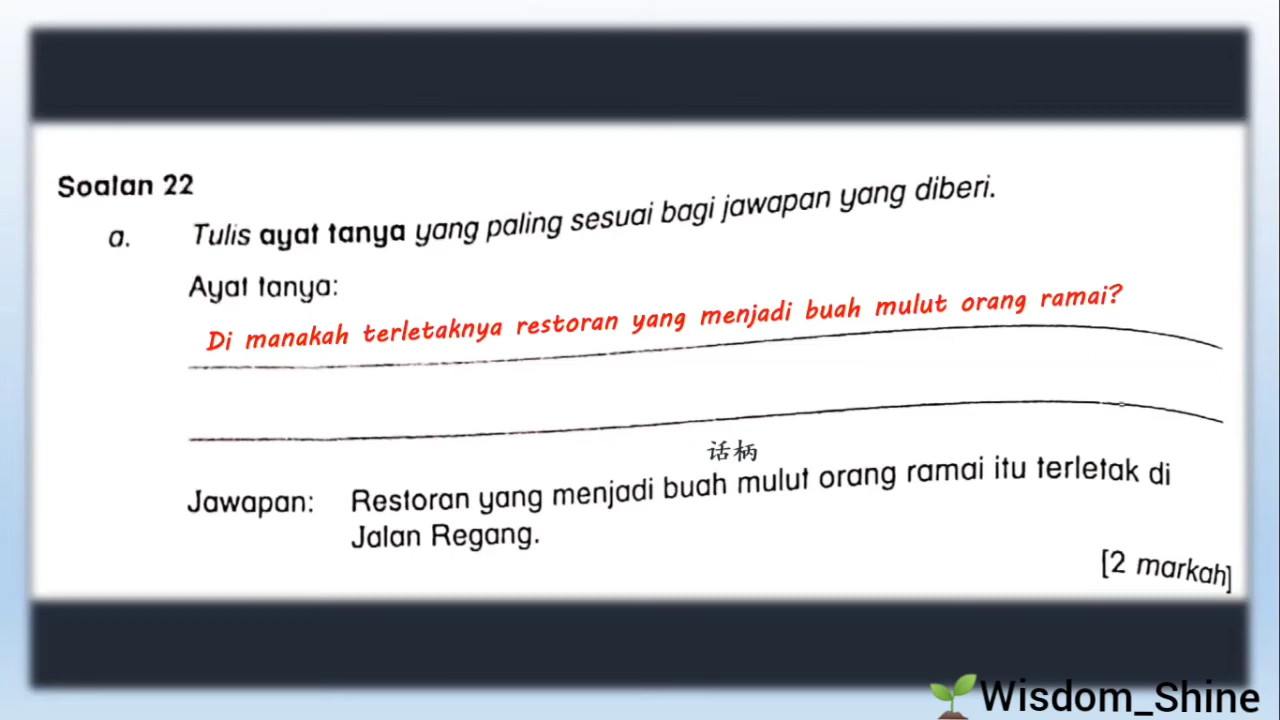 Soalan 22
a. Tulis ayat tanya yang paling sesuai bagi jawapan yang diberi.
Ayat tanya:
Di manakah terletaknya restoran yang menjadi buah mulut orang ramai?
话柄
Jawapan: Restoran yang menjadi buah mulut orang ramai itu terletak di
Jalan Regang.
[2 markah]
Wisdom_Shine